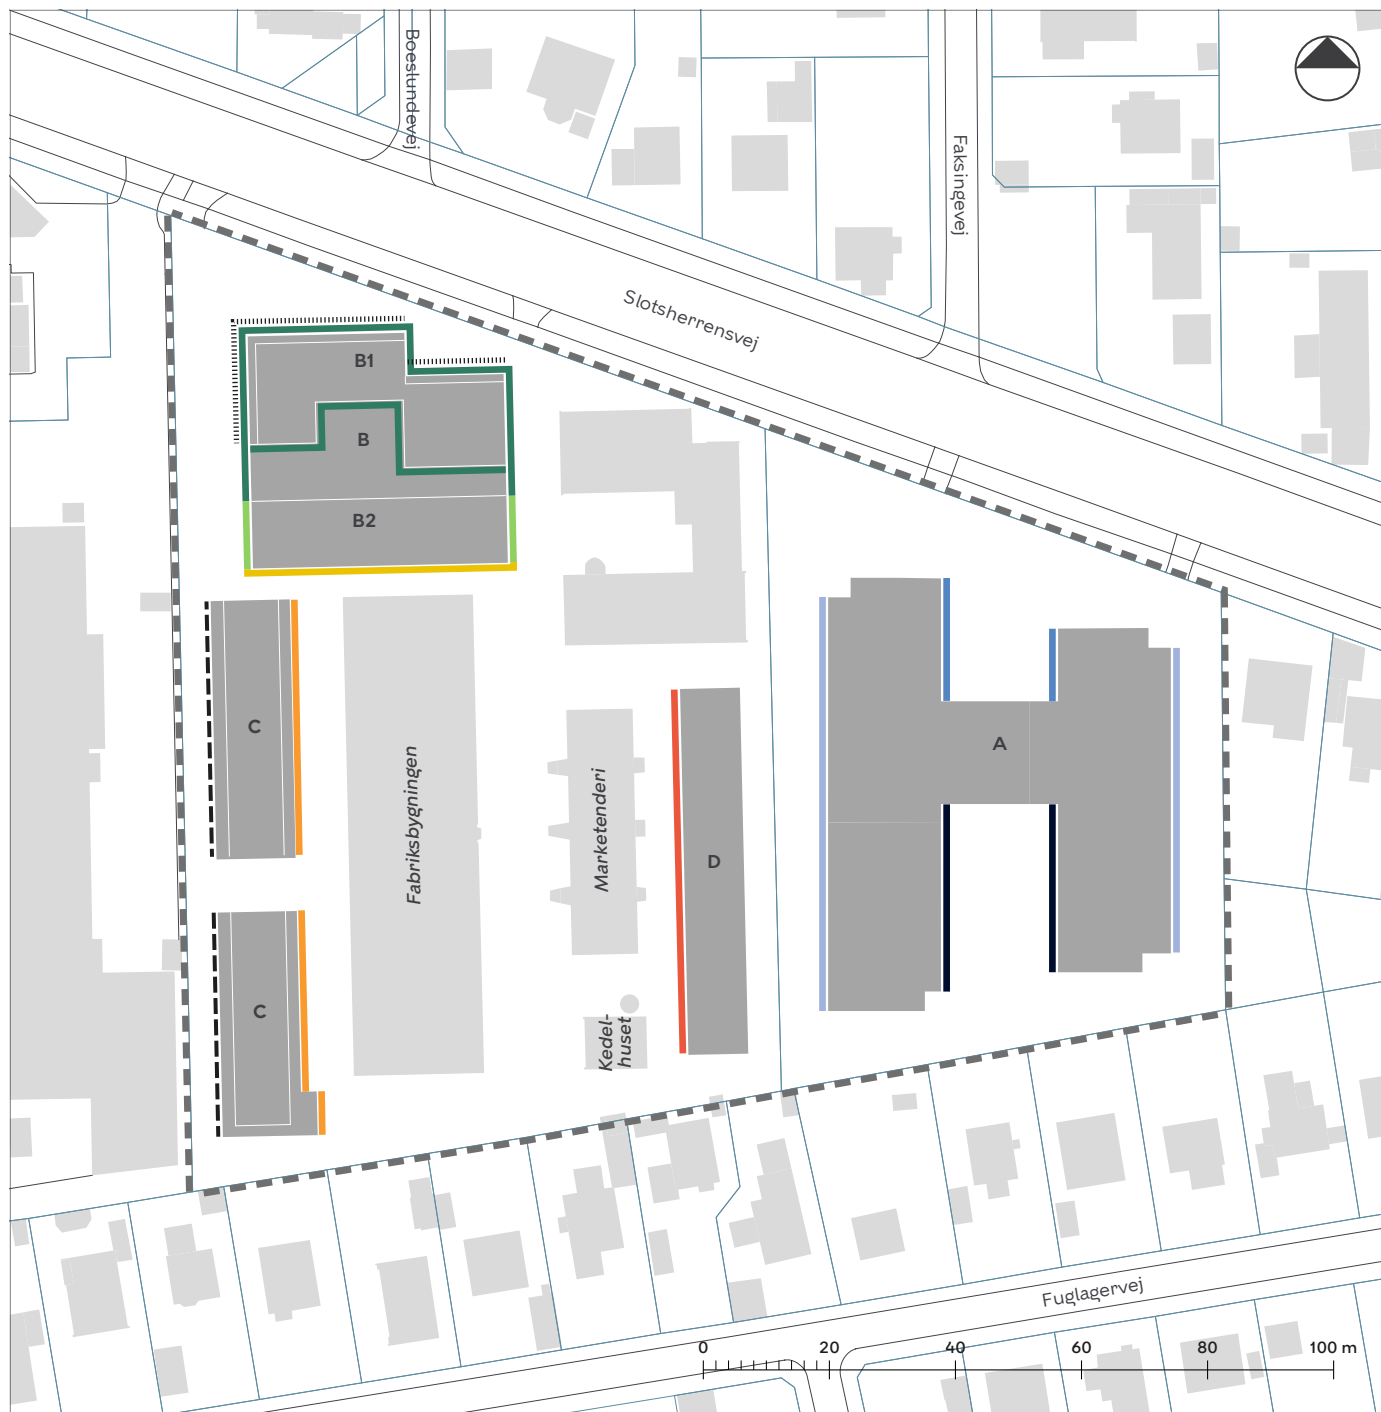 Boeslundevej
Faksingevej
Slotsherrensvej
B1
B
B2
C
A
Fabriksbygningen
Marketenderi
D
C
Kedel-
huset
Fuglagervej
0 20 40 60 80 100 m